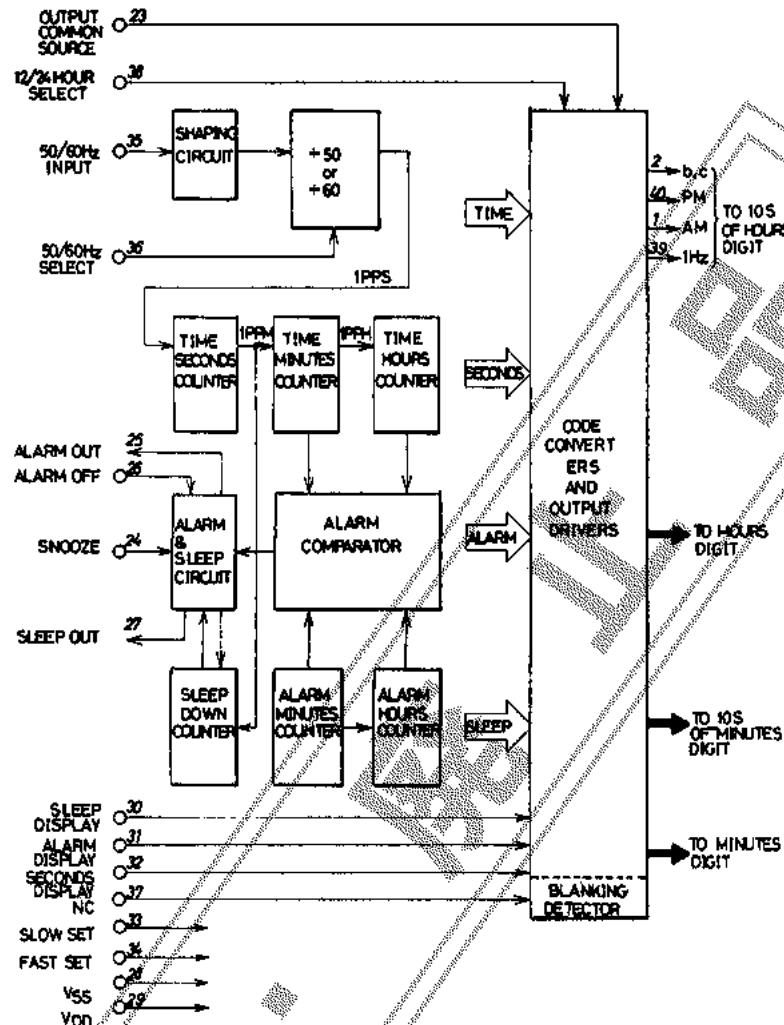 OUTPUT
COMMON
SOURCE
23
12/24 HOUR
SELECT
38
50/60Hz
INPUT
35
SHAPING
CIRCUIT
÷50
or
÷60
50/60Hz
SELECT
36
1PPS
TIME
SECONDS
COUNTER
1PPM
TIME
MINUTES
COUNTER
1PPH
TIME
HOURS
COUNTER
ALARM OUT
25
ALARM OFF
26
SNOOZE
24
ALARM
&
SLEEP
CIRCUIT
ALARM
COMPARATOR
SLEEP OUT
27
SLEEP
DOWN
COUNTER
ALARM
MINUTES
COUNTER
ALARM
HOURS
COUNTER
TIME
SECONDS
ALARM
SLEEP
CODE
CONVERT
ERS
AND
OUTPUT
DRIVERS
BLANKING
DETECTOR
2
b,c
40
PM
1
AM
39
1Hz
TO 10S
OF HOURS
DIGIT
TO HOURS
DIGIT
TO 10S
OF MINUTES
DIGIT
TO MINUTES
DIGIT
SLEEP
DISPLAY
30
ALARM
DISPLAY
31
SECONDS
DISPLAY
32
NC
37
SLOW SET
33
FAST SET
34
VSS
28
VDD
29